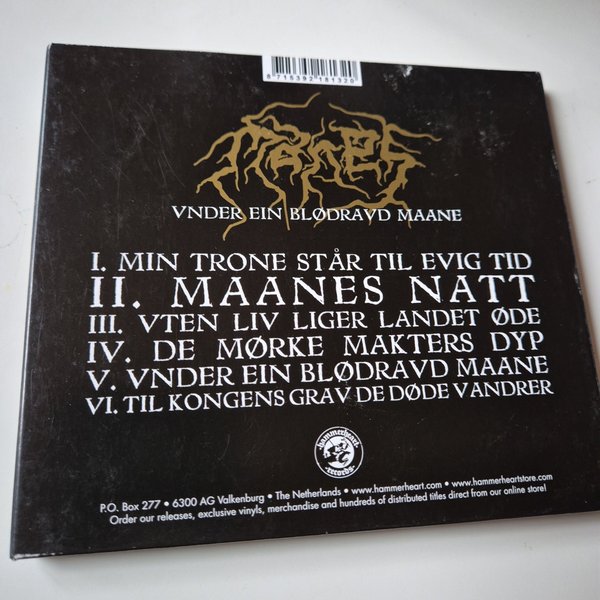 8 715392 181320
Manes
VNDER EIN BLØDRAVD MAANE
I. MIN TRONE STÅR TIL EVIG TID
II. MAANES NATT
III. VTEN LIV LIGER LANDET ØDE
IV. DE MØRKE MAKTERS DYP
V. VNDER EIN BLØDRAVD MAANE
VI. TIL KONGENS GRAV DE DØDE VANDRER
hammerheart
records
P.O. Box 277 • 6300 AG Valkenburg • The Netherlands • www.hammerheart.com • www.hammerheartstore.com
Order our releases, exclusive vinyls, merchandise and hundreds of distributed titles direct from our online store!